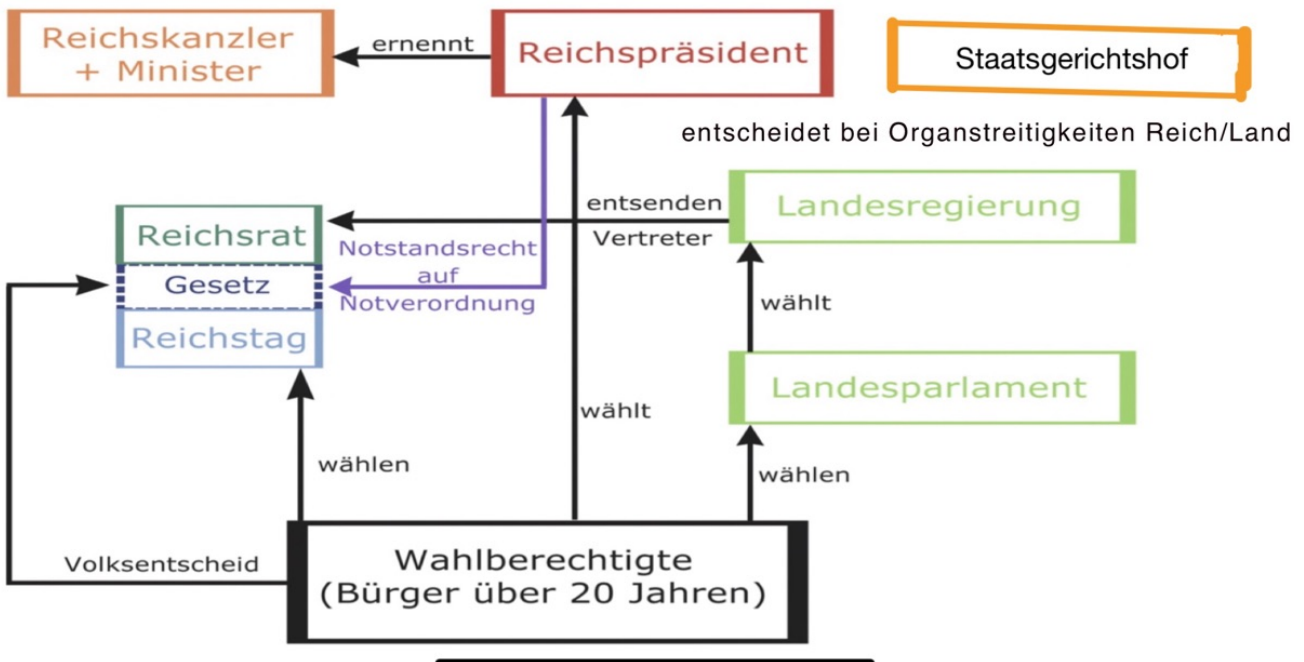 Reichskanzler
+ Minister
ernennt
Reichspräsident
Staatsgerichtshof
entscheidet bei Organstreitigkeiten Reich/Land
Reichsrat
Gesetz
Reichstag
Notstandsrecht
auf
Notverordnung
entsenden
Vertreter
Landesregierung
wählt
Landesparlament
wählt
wählen
wählen
Volksentscheid
Wahlberechtigte
(Bürger über 20 Jahren)